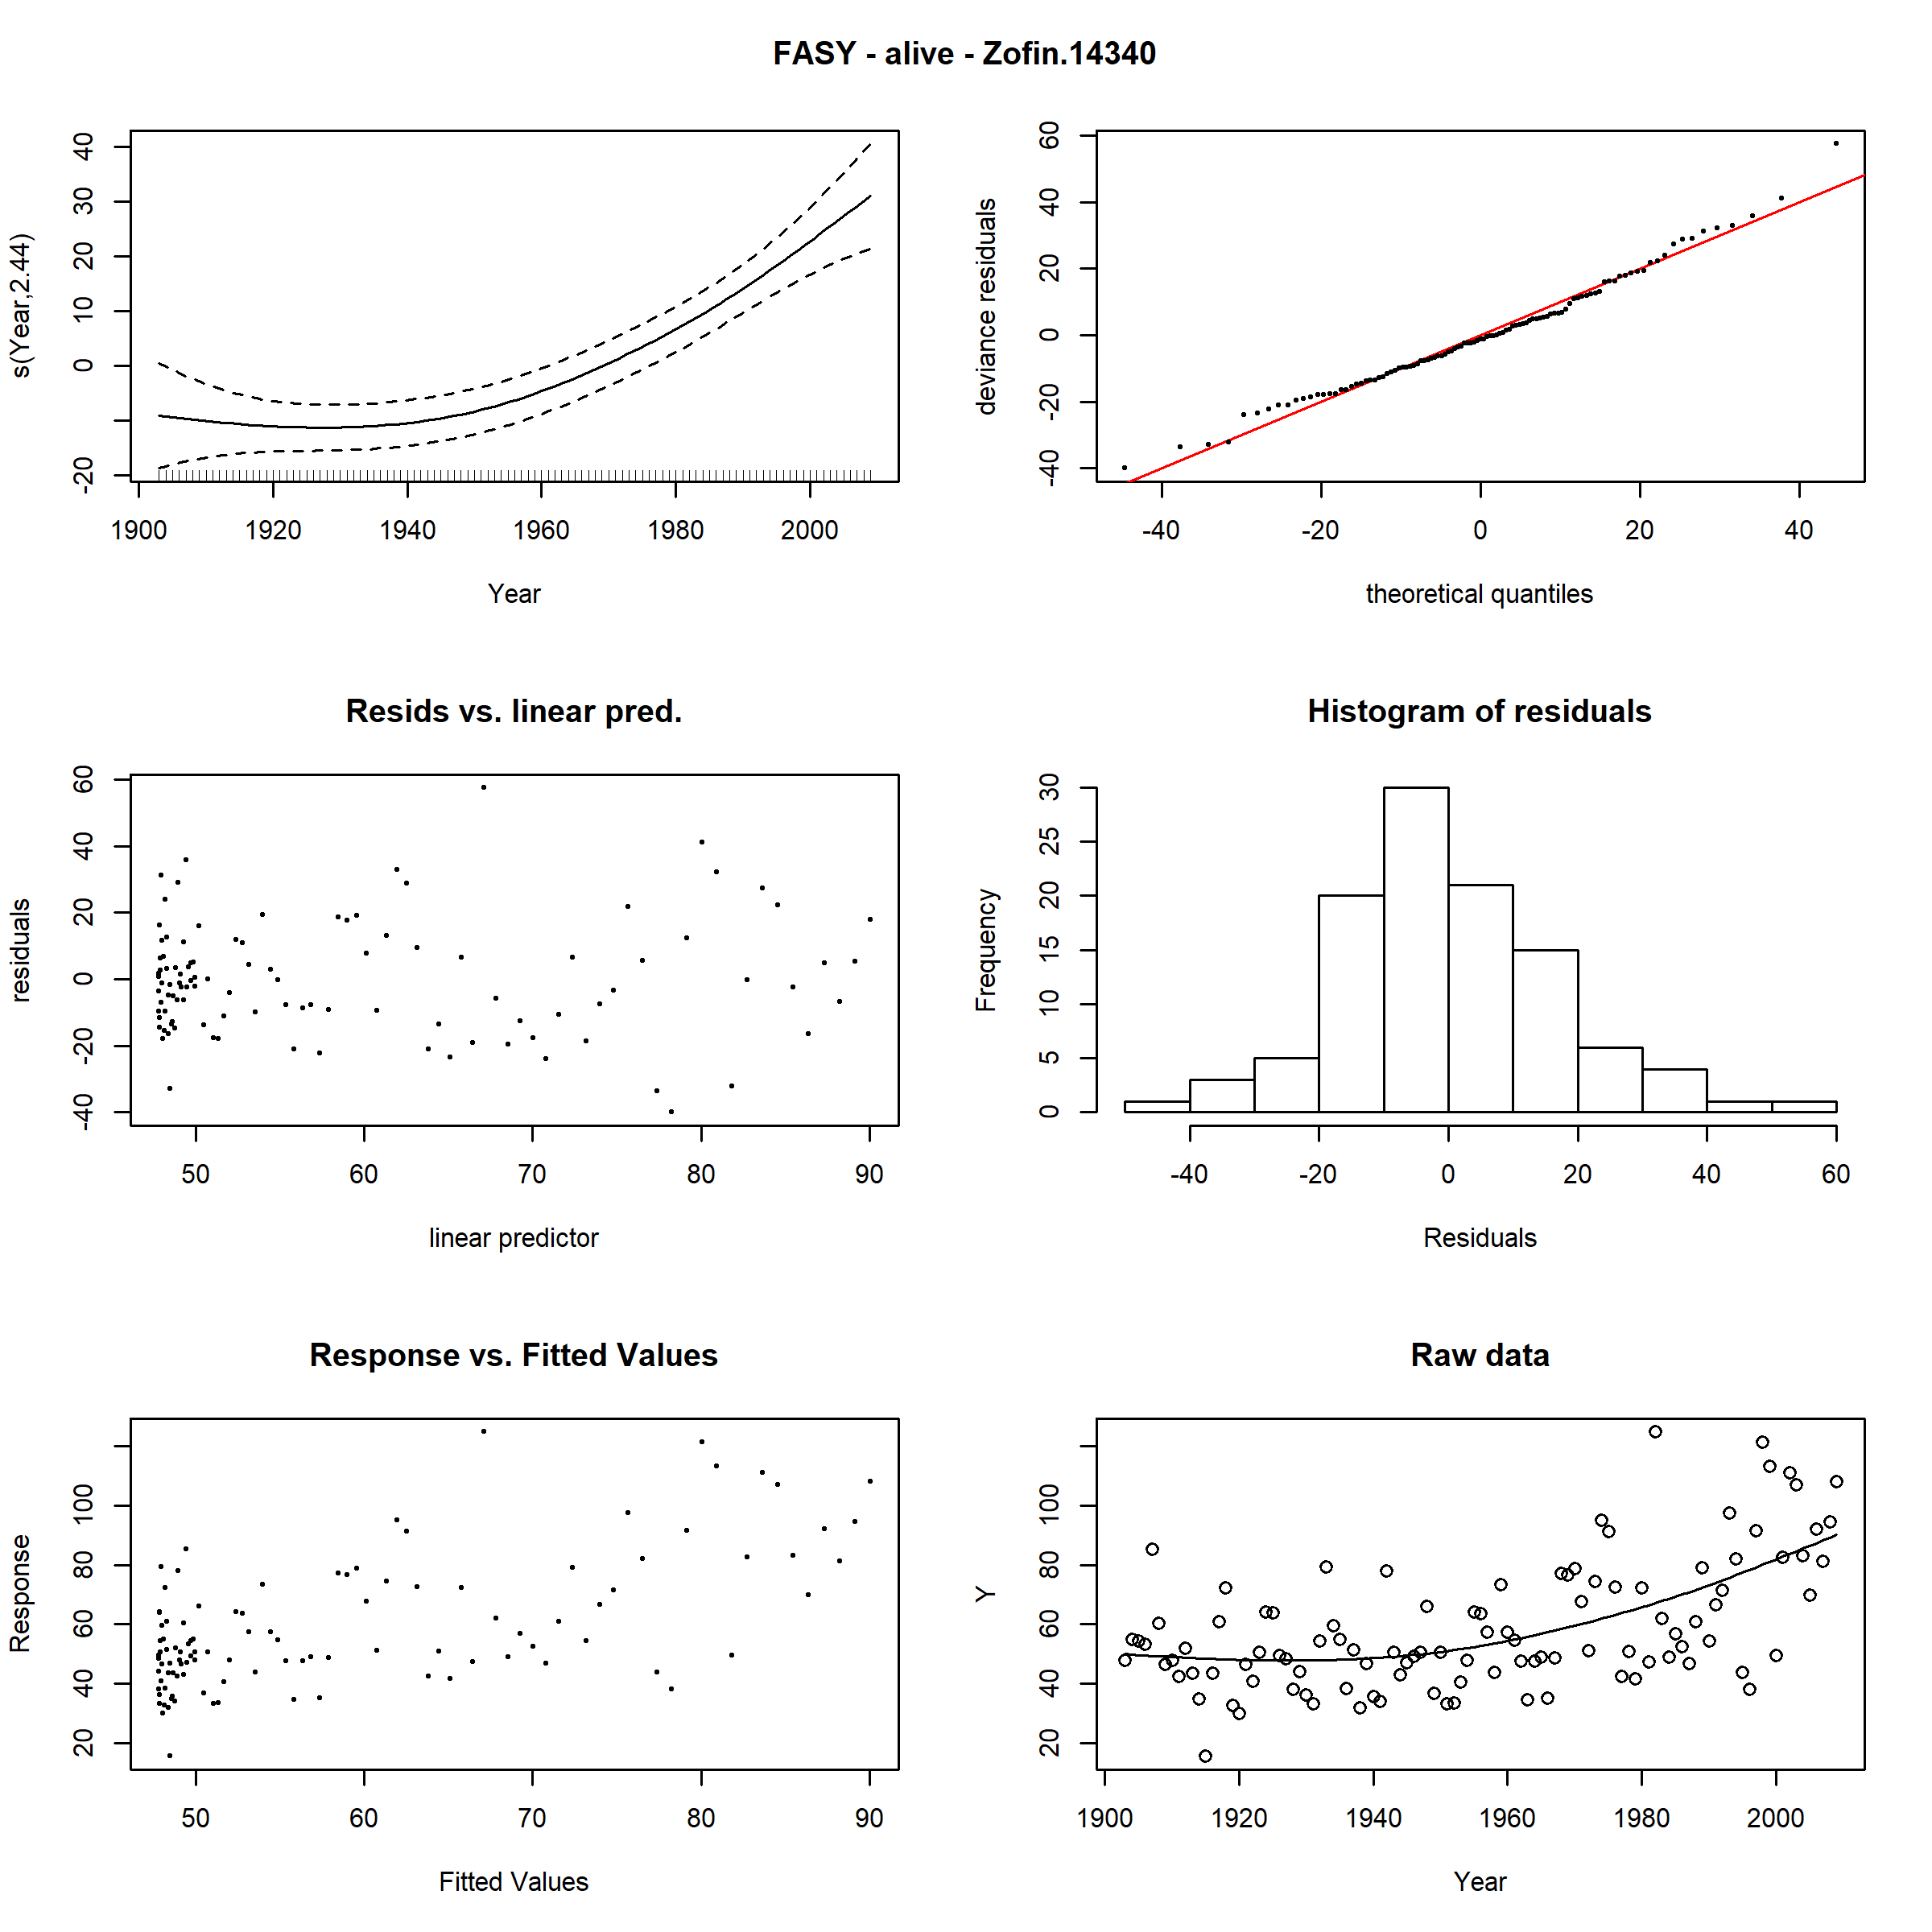 FASY - alive - Zofin.14340
s(Year,2.44)
-20 0 10 20 30 40
1900 1920 1940 1960 1980 2000
Year
deviance residuals
-40 -20 0 20 40 60
-40 -20 0 20 40
theoretical quantiles
Resids vs. linear pred.
residuals
-40 -20 0 20 40 60
50 60 70 80 90
linear predictor
Histogram of residuals
Frequency
0 5 10 15 20 25 30
-40 -20 0 20 40 60
Residuals
Response vs. Fitted Values
Response
20 40 60 80 100
50 60 70 80 90
Fitted Values
Raw data
Y
20 40 60 80 100
1900 1920 1940 1960 1980 2000
Year